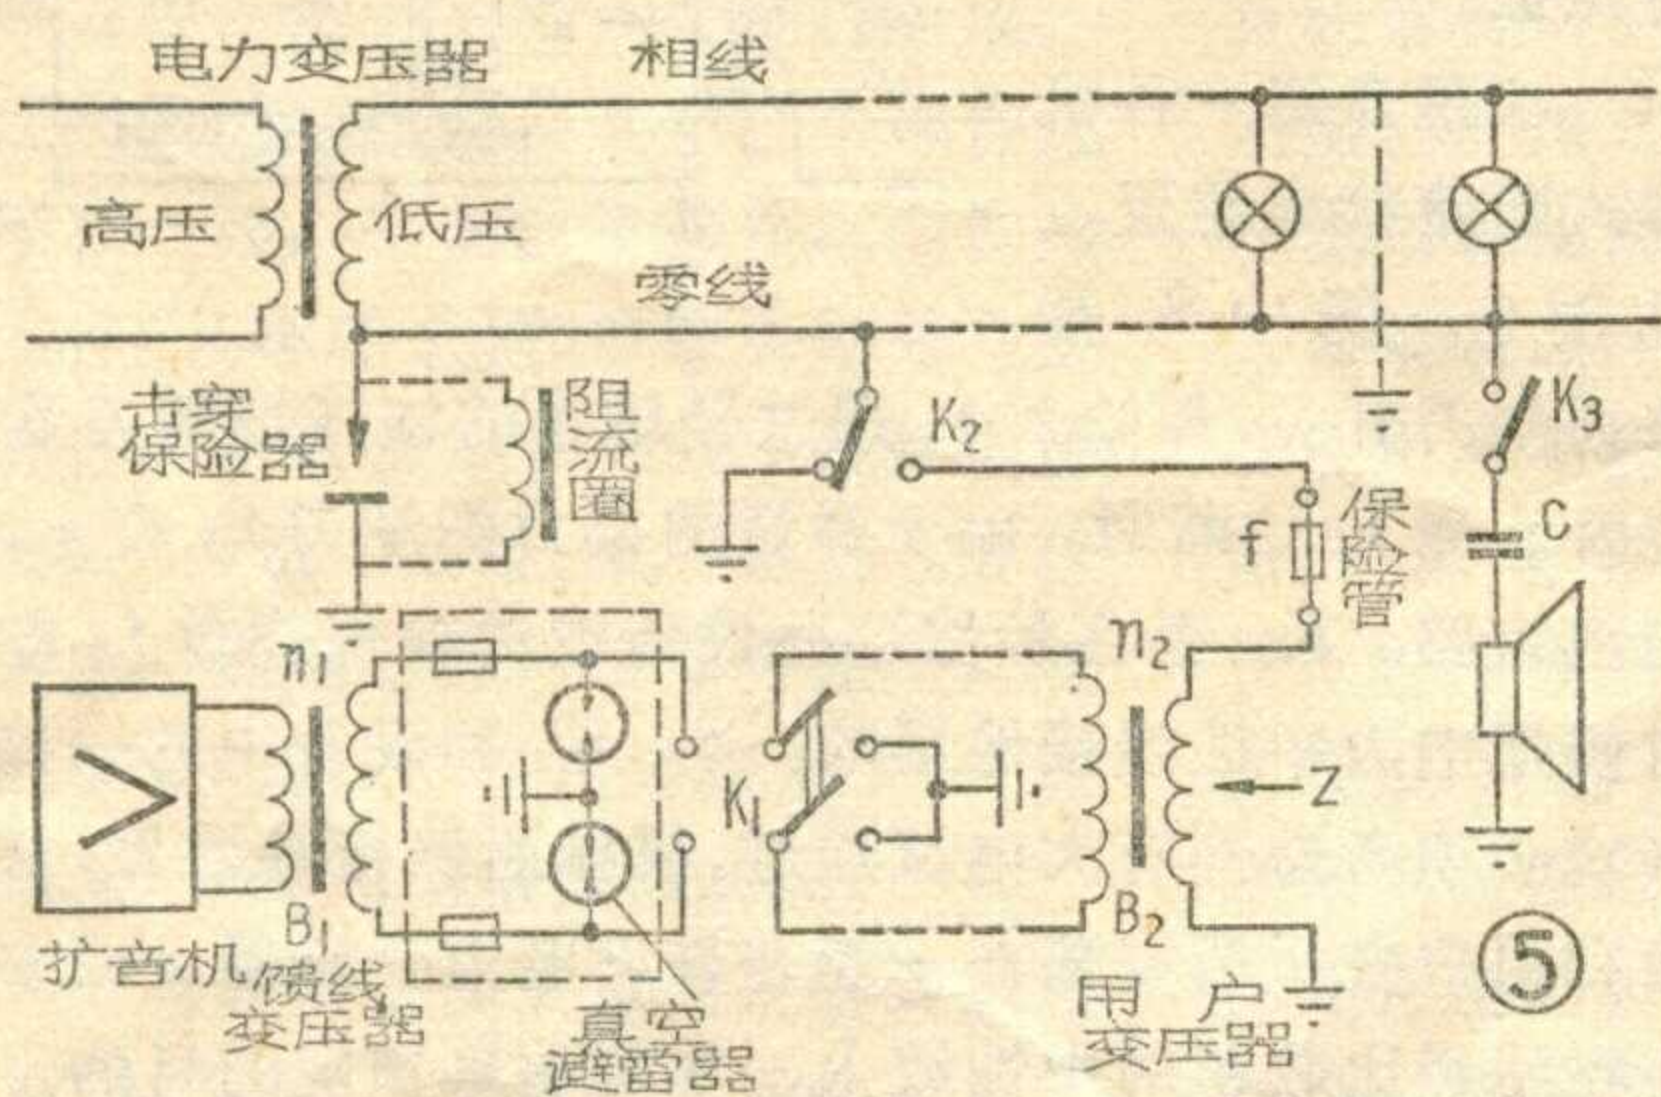 电力变压器
相线
高压
低压
零线
击穿
保险器
阻
流
圈
K2
K3
f
保
险
管
C
n1
n2
K1
Z
B1
B2
扩音机
馈线
变压器
真空
避雷器
用户
变压器
⑤